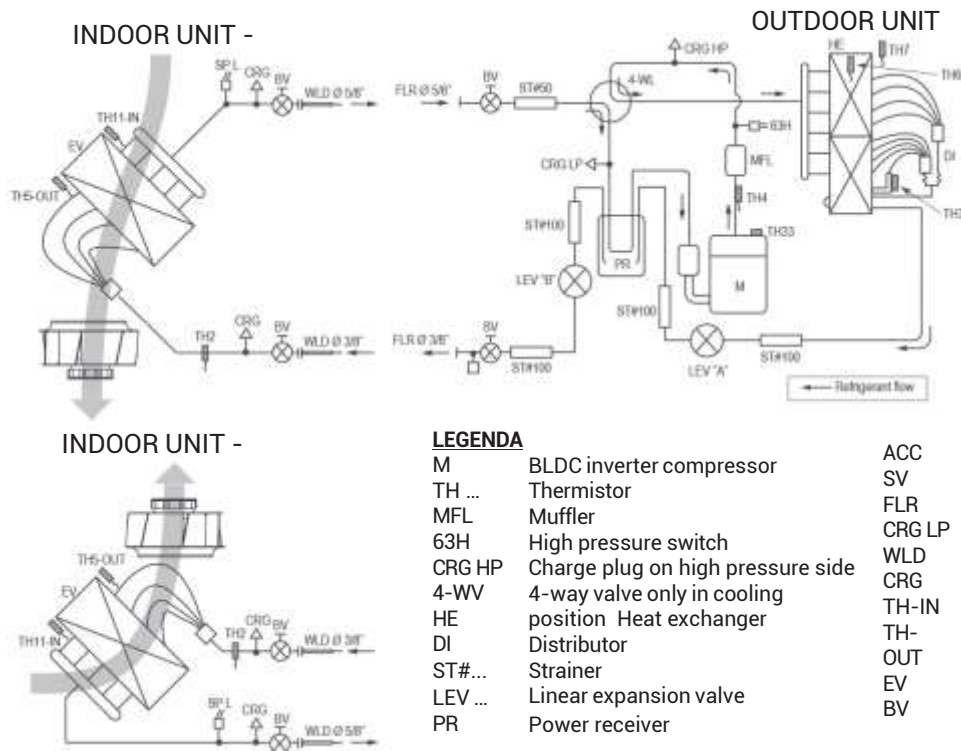 INDOOR UNIT -
OUTDOOR UNIT
SP L
CRG
BV
WLD Ø 5/8"
FLR Ø 5/8"
BV
ST#50
4-WL
CRG HP
HE
TH7
TH6
TH11-IN
EV
TH5-OUT
63H
MFL
CRG LP
TH4
DI
ST#100
PR
TH33
M
LEV "B"
ST#100
TH2
CRG
BV
WLD Ø 3/8"
FLR Ø 3/8"
BV
ST#100
LEV "A"
ST#100
Refrigerant flow
INDOOR UNIT -
TH5-OUT
EV
TH11-IN
TH2
CRG
BV
WLD Ø 3/8"
SP L
CRG
BV
WLD Ø 5/8"
LEGENDA
M BLDC inverter compressor
TH ... Thermistor
MFL Muffler
63H High pressure switch
CRG HP Charge plug on high pressure side
4-WV 4-way valve only in cooling
HE position Heat exchanger
DI Distributor
ST#... Strainer
LEV ... Linear expansion valve
PR Power receiver
ACC
SV
FLR
CRG LP
WLD
CRG
TH-IN
TH-
OUT
EV
BV